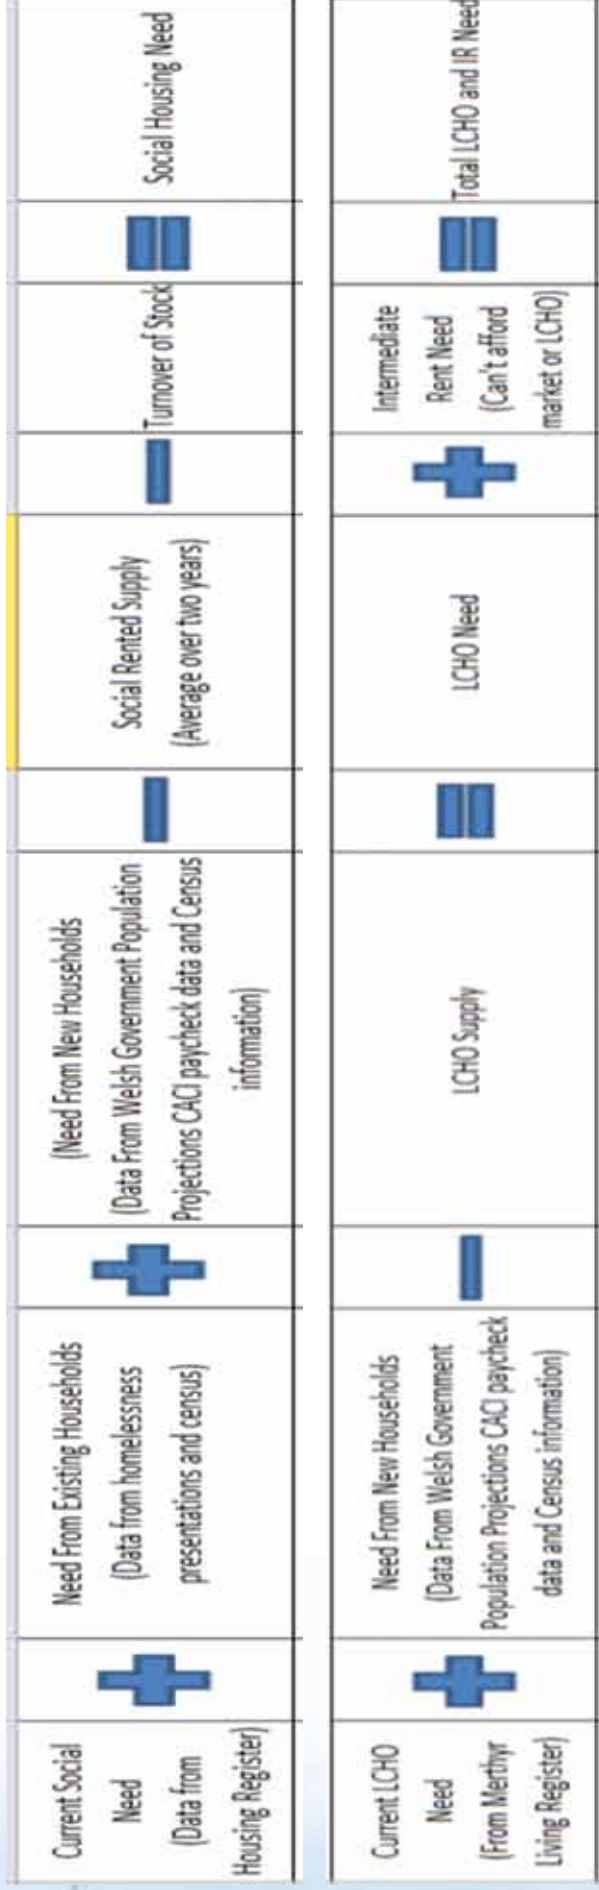 Current Social
Need
(Data from
Housing Register)
Need From Existing Households
(Data from homelessness
presentations and census)
(Need From New Households
(Data From Welsh Government Population
Projections CACI paycheck data and Census
information)
Social Rented Supply
(Average over two years)
Turnover of Stock
Social Housing Need
Current LCHO
Need
(From Merthyr
Living Register)
Need From New Households
(Data From Welsh Government
Population Projections CACI paycheck
data and Census information)
LCHO Supply
LCHO Need
Intermediate
Rent Need
(Can't afford
market or LCHO)
Total LCHO and IR Need